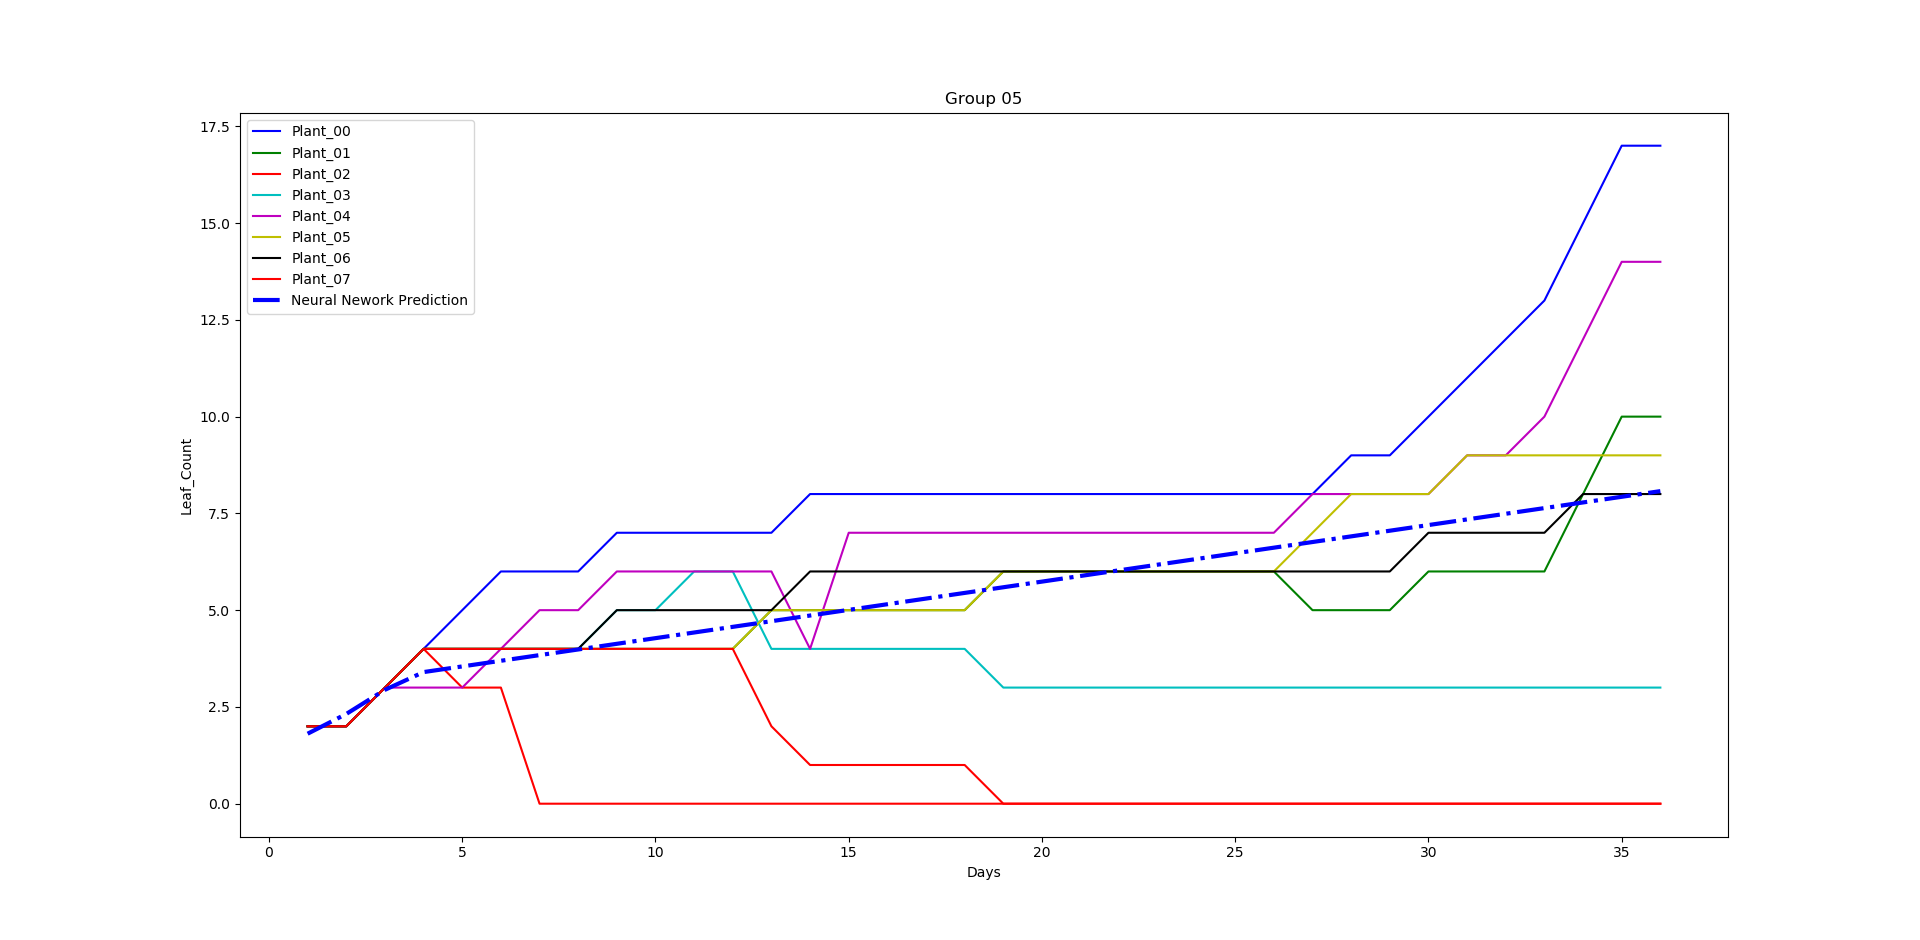 Group 05
17.5
15.0
12.5
10.0
7.5
5.0
2.5
0.0
Leaf_Count
Plant_00
Plant_01
Plant_02
Plant_03
Plant_04
Plant_05
Plant_06
Plant_07
Neural Nework Prediction
0 5 10 15 20 25 30 35
Days